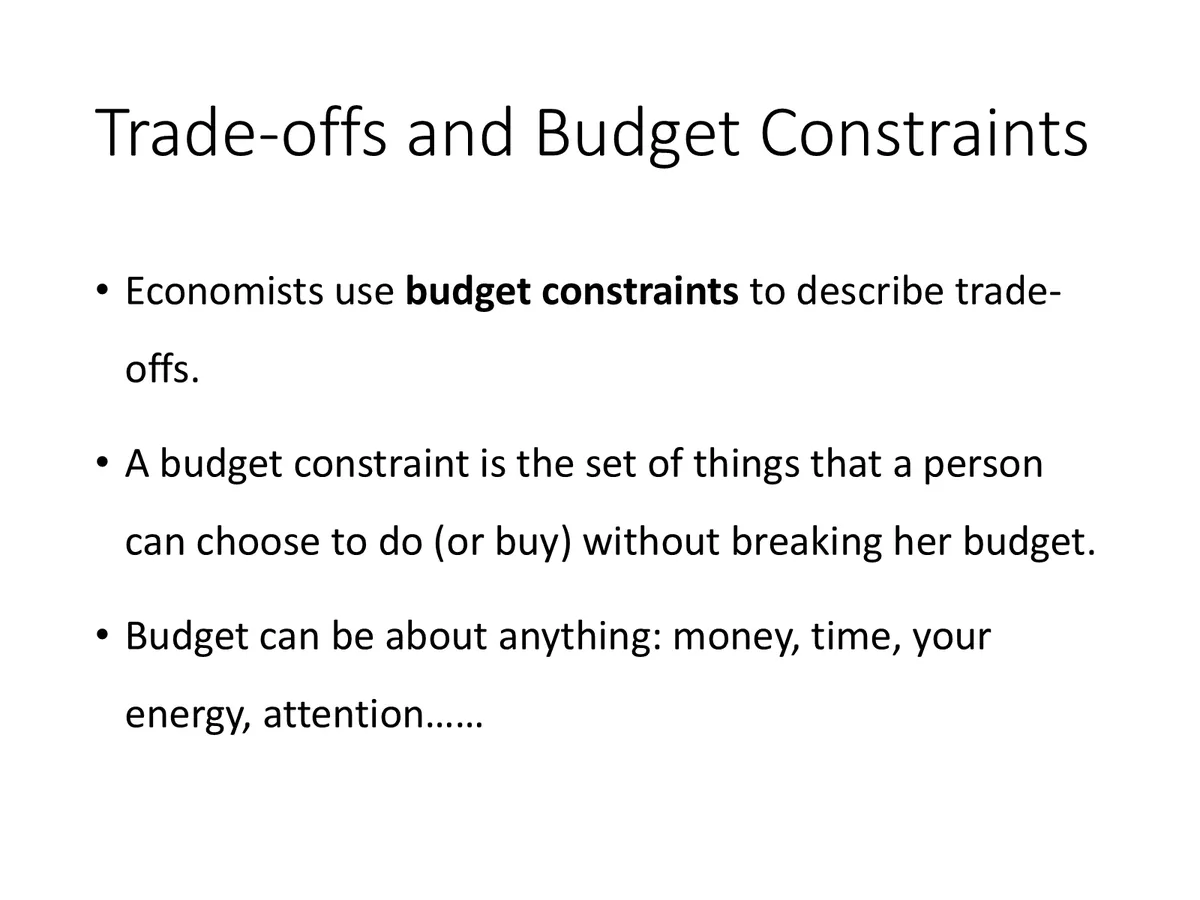 Trade-offs and Budget Constraints
• Economists use budget constraints to describe trade-
offs.
• A budget constraint is the set of things that a person
can choose to do (or buy) without breaking her budget.
• Budget can be about anything: money, time, your
energy, attention……